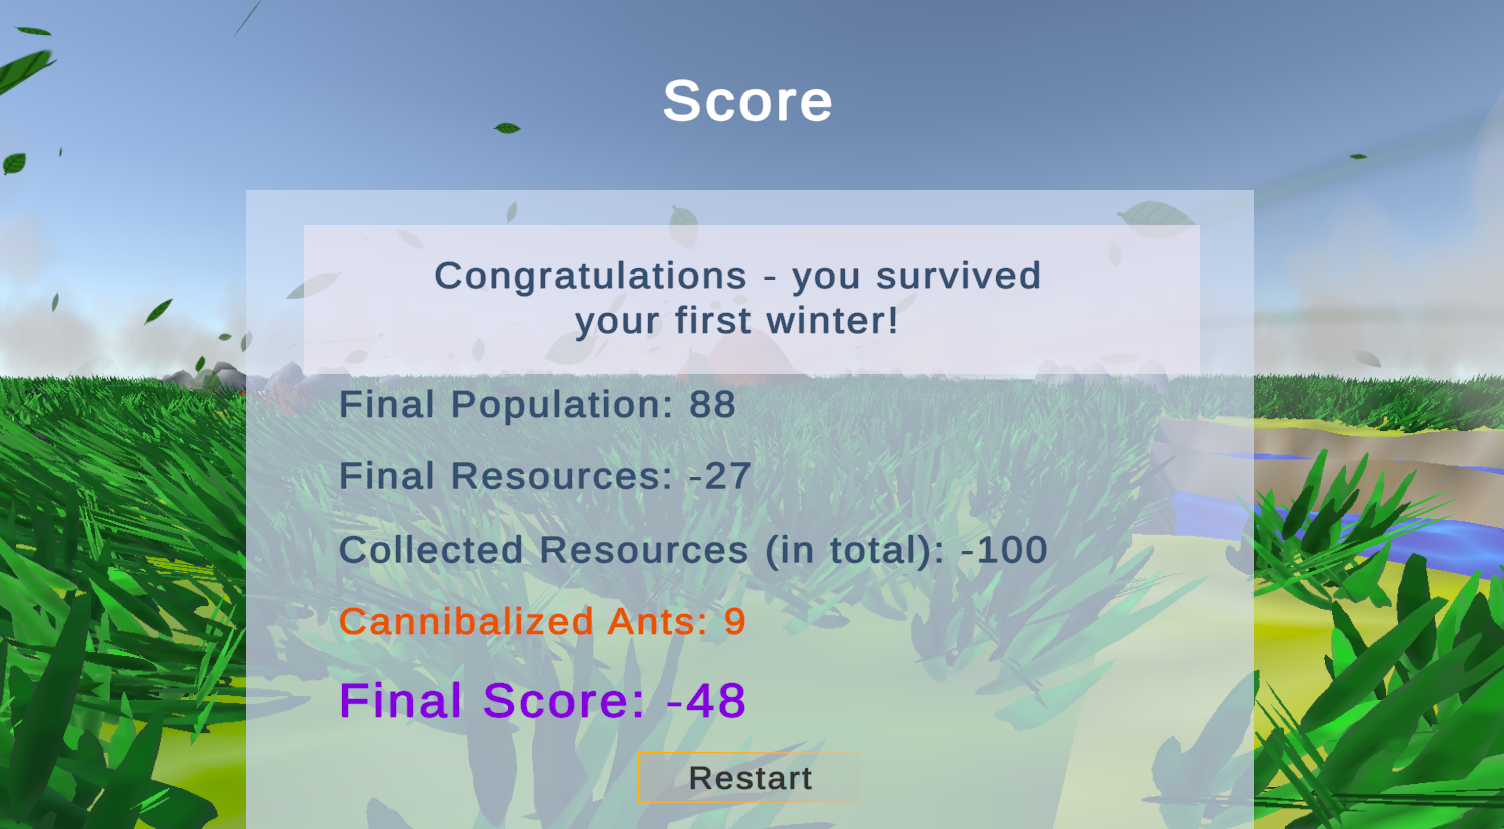 Score
Congratulations - you survived
your first winter!
Final Population: 88
Final Resources: -27
Collected Resources (in total): -100
Cannibalized Ants: 9
Final Score: -48
Restart